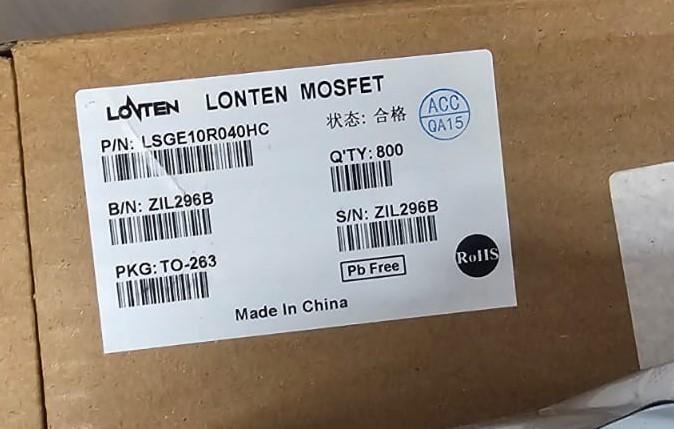 LONTEN LONTEN MOSFET
P/N: LSGE10R040HC
状态: 合格
ACC
QA15
Q'TY: 800
B/N: ZIL296B
S/N: ZIL296B
PKG: TO-263
Pb Free
RoHS
Made In China